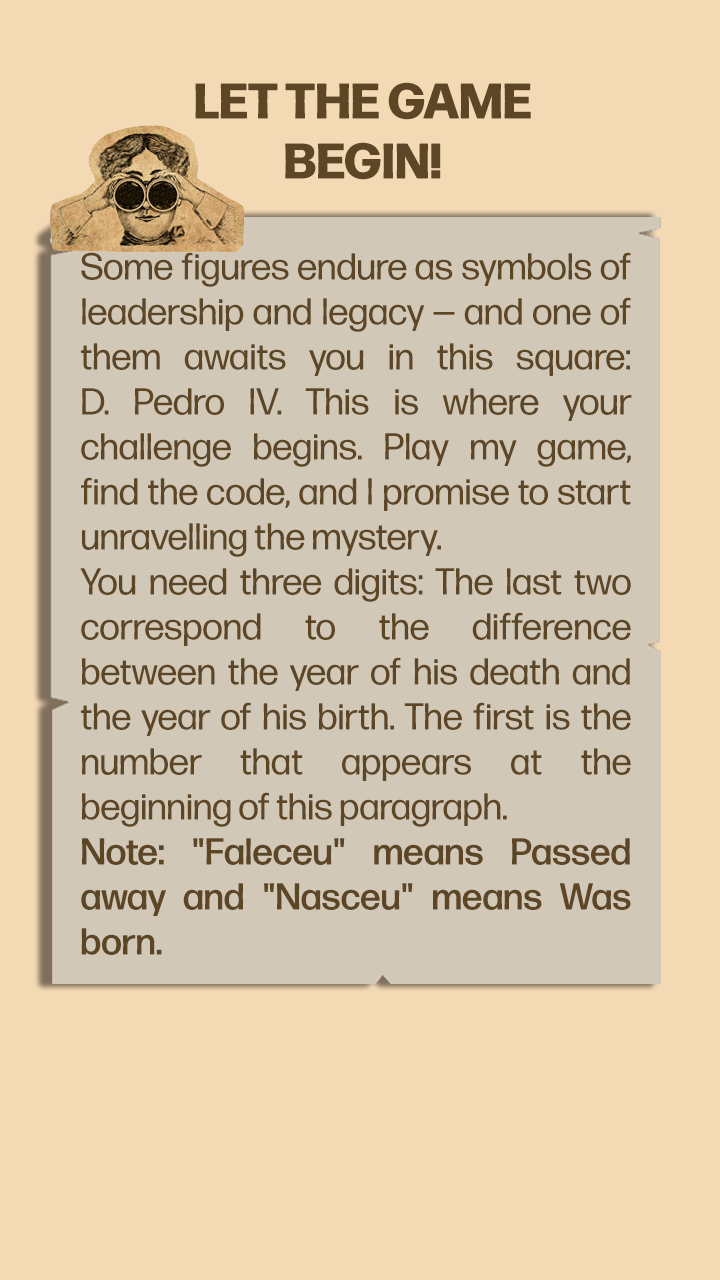 LET THE GAME
BEGIN!
Some figures endure as symbols of
leadership and legacy — and one of
them awaits you in this square:
D. Pedro IV. This is where your
challenge begins. Play my game,
find the code, and I promise to start
unravelling the mystery.
You need three digits: The last two
correspond to the difference
between the year of his death and
the year of his birth. The first is the
number that appears at the
beginning of this paragraph.
Note: "Faleceu" means Passed
away and "Nasceu" means Was
born.